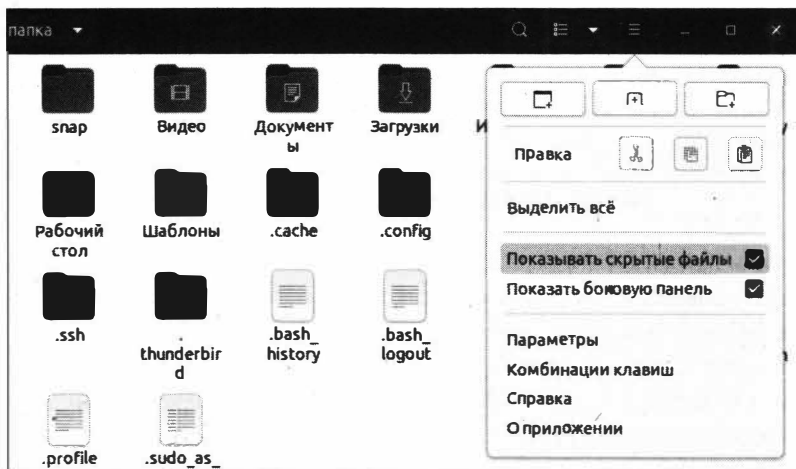 папка
snap
Видео
Документ
ы
Загрузки
И
Правка
Выделить всё
Рабочий
стол
Шаблоны
.cache
.config
Показывать скрытые файлы
Показать боковую панель
.ssh
.
thunderbir
d
.bash_
history
.bash_
logout
Параметры
Комбинации клавиш
Справка
О приложении
.profile
.sudo_as_